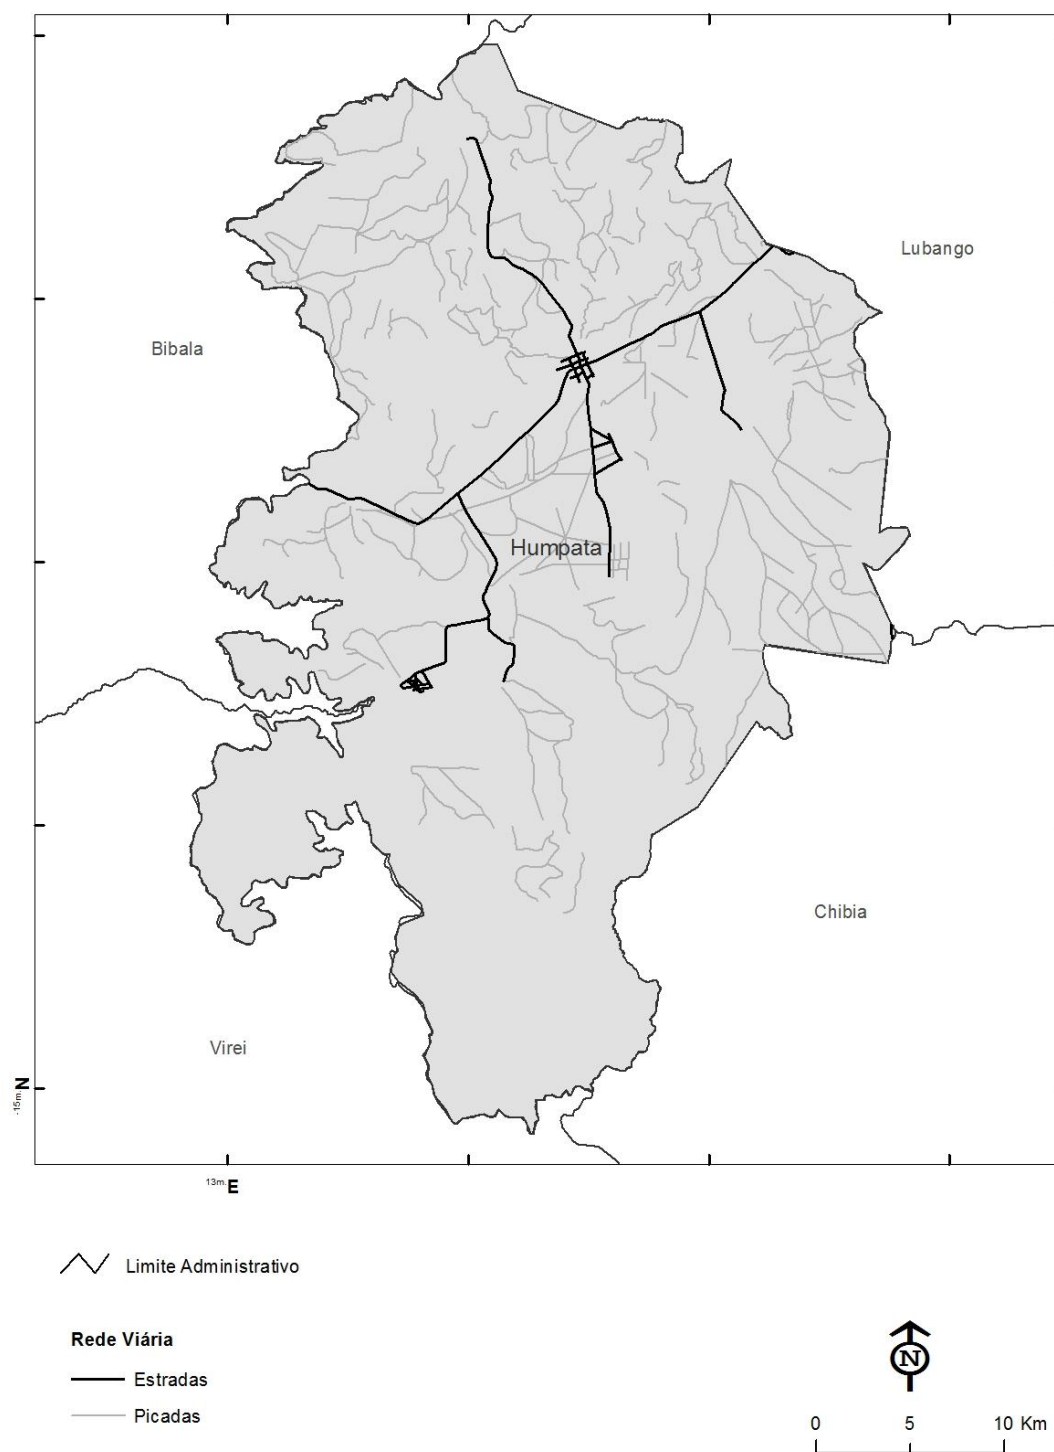 Lubango
Bibala
Humpata
Chibia
Virei
-15m.N
13m.E
Limite Administrativo
Rede Viária
Estradas
Picadas
N
0 5 10 Km